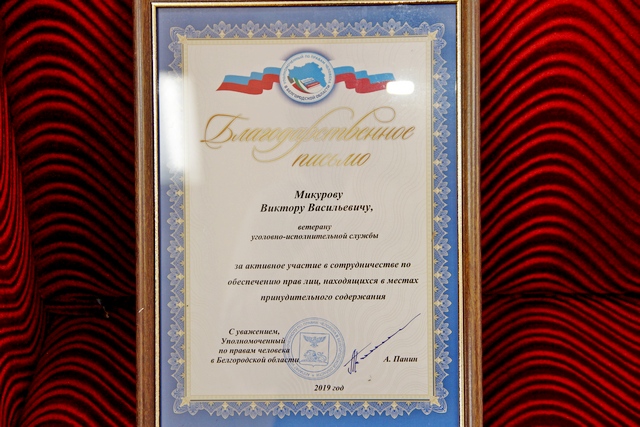 Благодарственное
письмо
Микурову
Виктору Васильевичу,
ветерану
уголовно-исполнительной службы
за активное участие в сотрудничестве по
обеспечению прав лиц, находящихся в местах
принудительного содержания
С уважением,
Уполномоченный
по правам человека
в Белгородской области
А. Панин
2019 год